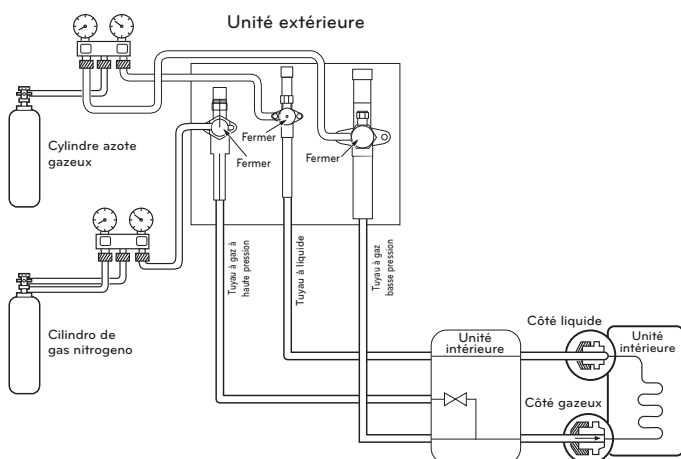 Unité extérieure
Cylindre azote
gazeux
Fermer
Fermer
Fermer
Tuyau à gaz à
haute pression
Tuyau à liquide
Tuyau à gaz
basse pression
Cilindro de
gas nitrogeno
Unité
intérieure
Côté liquide
Unité
intérieure
Côté gazeux